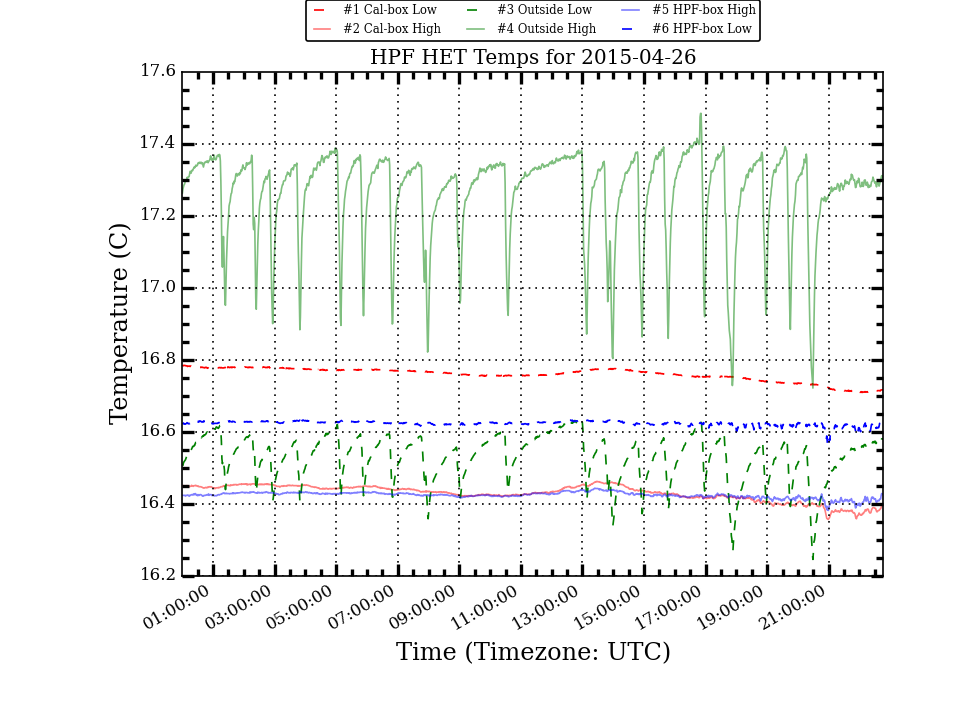 #1 Cal-box Low #3 Outside Low #5 HPF-box High
#2 Cal-box High #4 Outside High #6 HPF-box Low
HPF HET Temps for 2015-04-26
17.6
17.4
17.2
17.0
16.8
16.6
16.4
16.2
Temperature (C)
01:00:00 03:00:00 05:00:00 07:00:00 09:00:00 11:00:00 13:00:00 15:00:00 17:00:00 19:00:00 21:00:00
Time (Timezone: UTC)